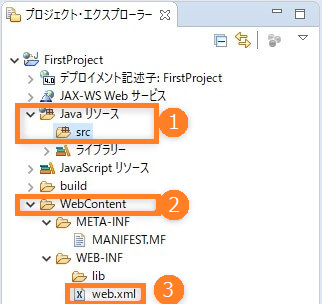 プロジェクト・エクスプローラー
FirstProject
デプロイメント記述子: FirstProject
JAX-WS Web サービス
Java リソース
1
src
ライブラリー
JavaScript リソース
build
WebContent
2
META-INF
MANIFEST.MF
WEB-INF
lib
web.xml
3